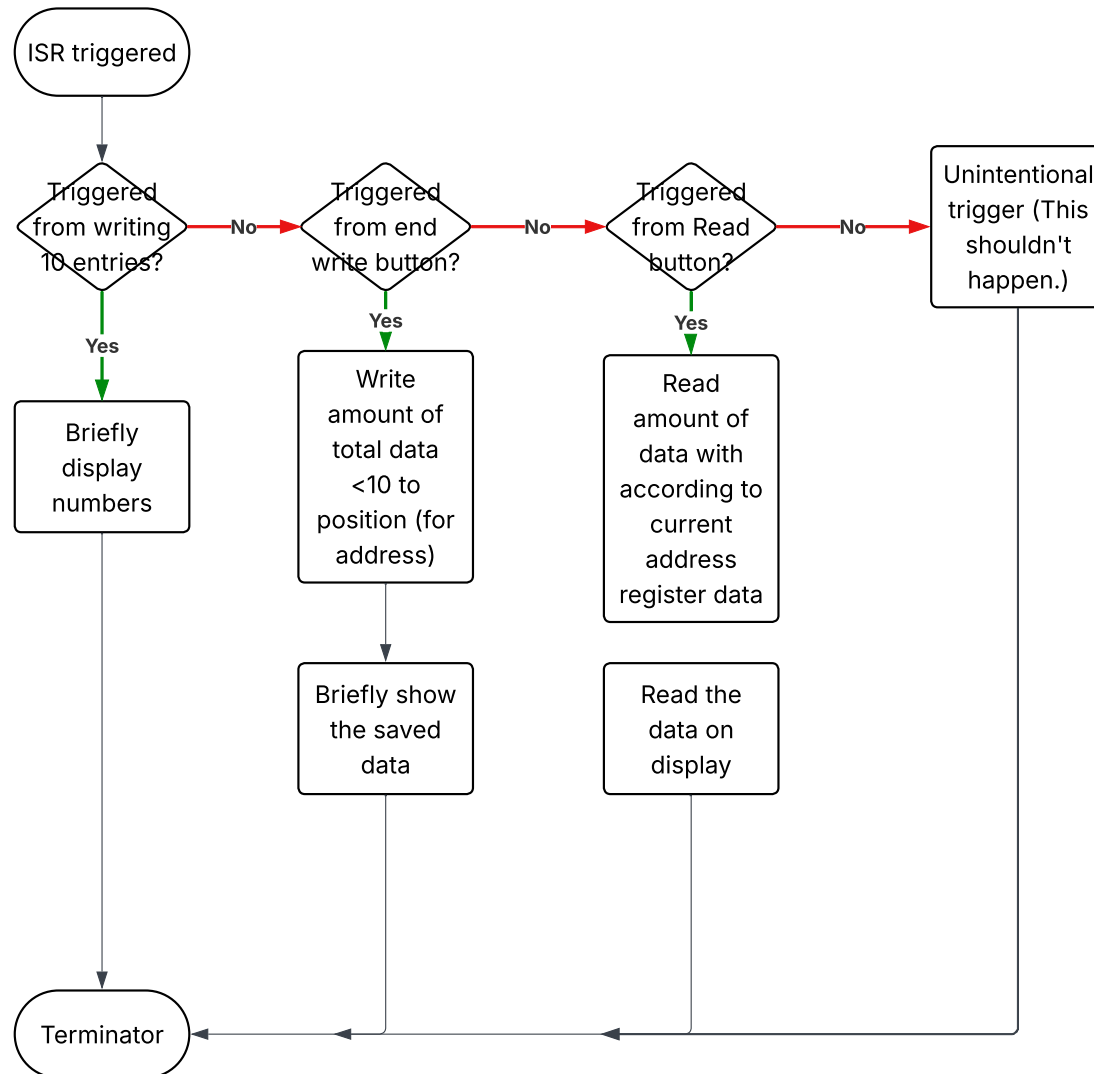 ISR triggered
Triggered
from writing
10 entries?
No
Triggered
from end
write button?
No
Triggered
from Read
button?
No
Unintentional
trigger (This
shouldn't
happen.)
Yes
Yes
Yes
Briefly
display
numbers
Write
amount of
total data
<10 to
position (for
address)
Read
amount of
data with
according to
current
address
register data
Briefly show
the saved
data
Read the
data on
display
Terminator